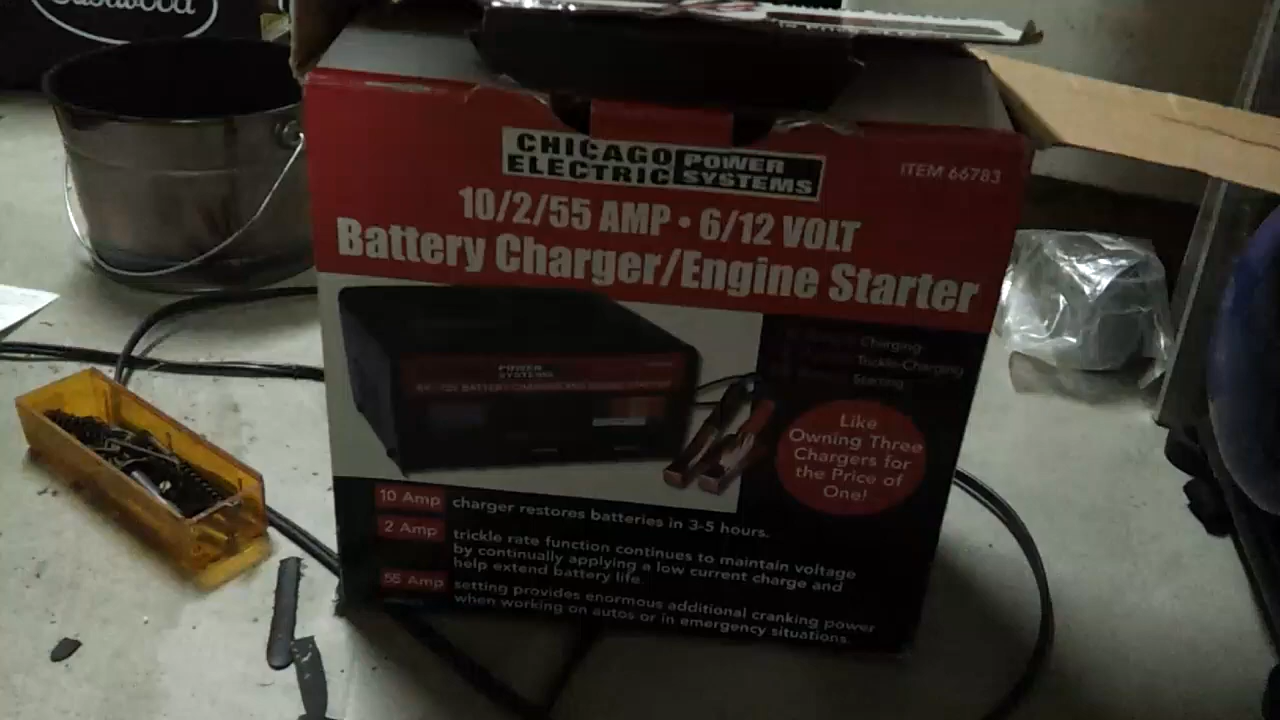 CHICAGO
ELECTRIC
POWER
SYSTEMS
ITEM 66783
10/2/55 AMP • 6/12 VOLT
Battery Charger/Engine Starter
POWER
SYSTEMS
Charging
Trickle-Charging
Starting
Like
Owning Three
Chargers for
the Price of
One!
10 Amp charger restores batteries in 3-5 hours.
2 Amp trickle rate function continues to maintain voltage
by continually applying a low current charge and
help extend battery life.
55 Amp setting provides enormous additional cranking power
when working on autos or in emergency situations.